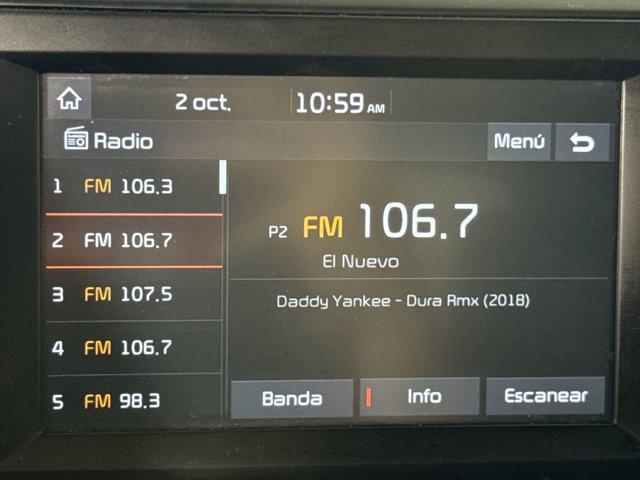 2 oct. 10:59 AM
Radio Menú
1 FM 106.3
2 FM 106.7
3 FM 107.5
4 FM 106.7
5 FM 98.3
P2 FM 106.7
El Nuevo
Daddy Yankee - Dura Rmx (2018)
Banda Info Escanear